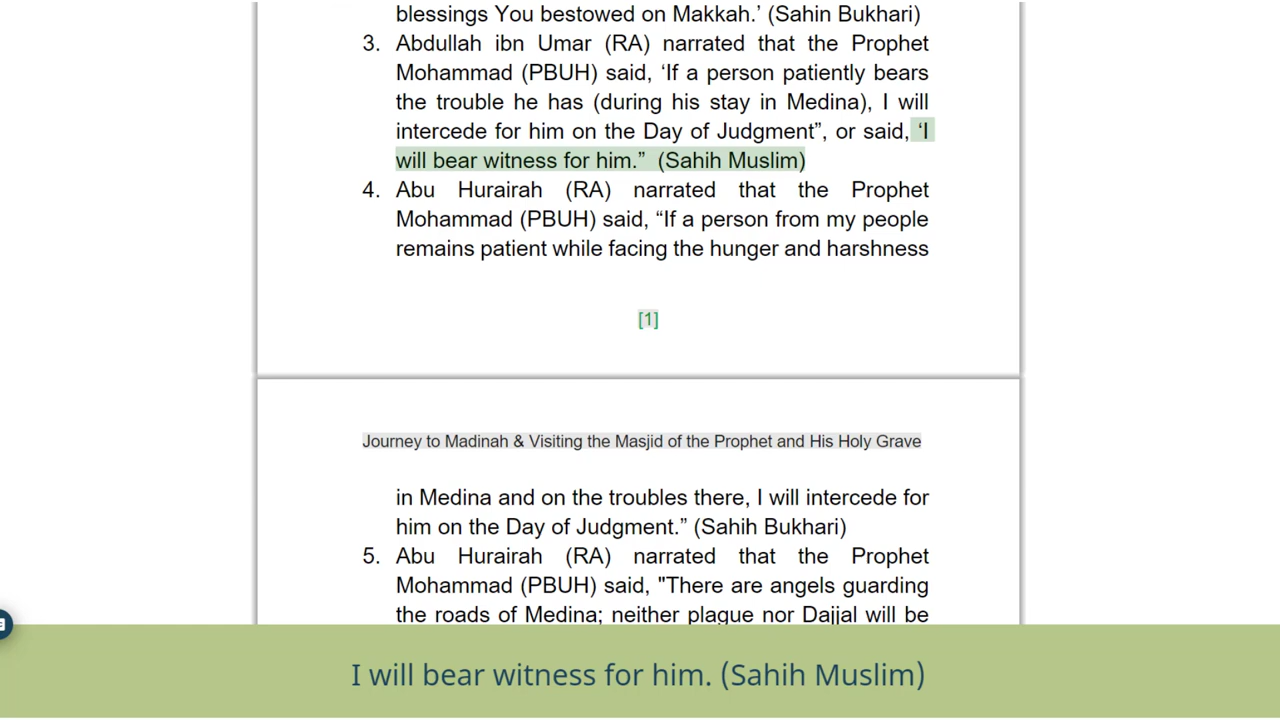 blessings You bestowed on Makkah.’ (Sahin Bukhari)
3. Abdullah ibn Umar (RA) narrated that the Prophet
Mohammad (PBUH) said, ‘If a person patiently bears
the trouble he has (during his stay in Medina), I will
intercede for him on the Day of Judgment”, or said, ‘I
will bear witness for him.” (Sahih Muslim)
4. Abu Hurairah (RA) narrated that the Prophet
Mohammad (PBUH) said, “If a person from my people
remains patient while facing the hunger and harshness
[1]
Journey to Madinah & Visiting the Masjid of the Prophet and His Holy Grave
in Medina and on the troubles there, I will intercede for
him on the Day of Judgment.” (Sahih Bukhari)
5. Abu Hurairah (RA) narrated that the Prophet
Mohammad (PBUH) said, "There are angels guarding
the roads of Medina; neither plague nor Dajjal will be
I will bear witness for him. (Sahih Muslim)